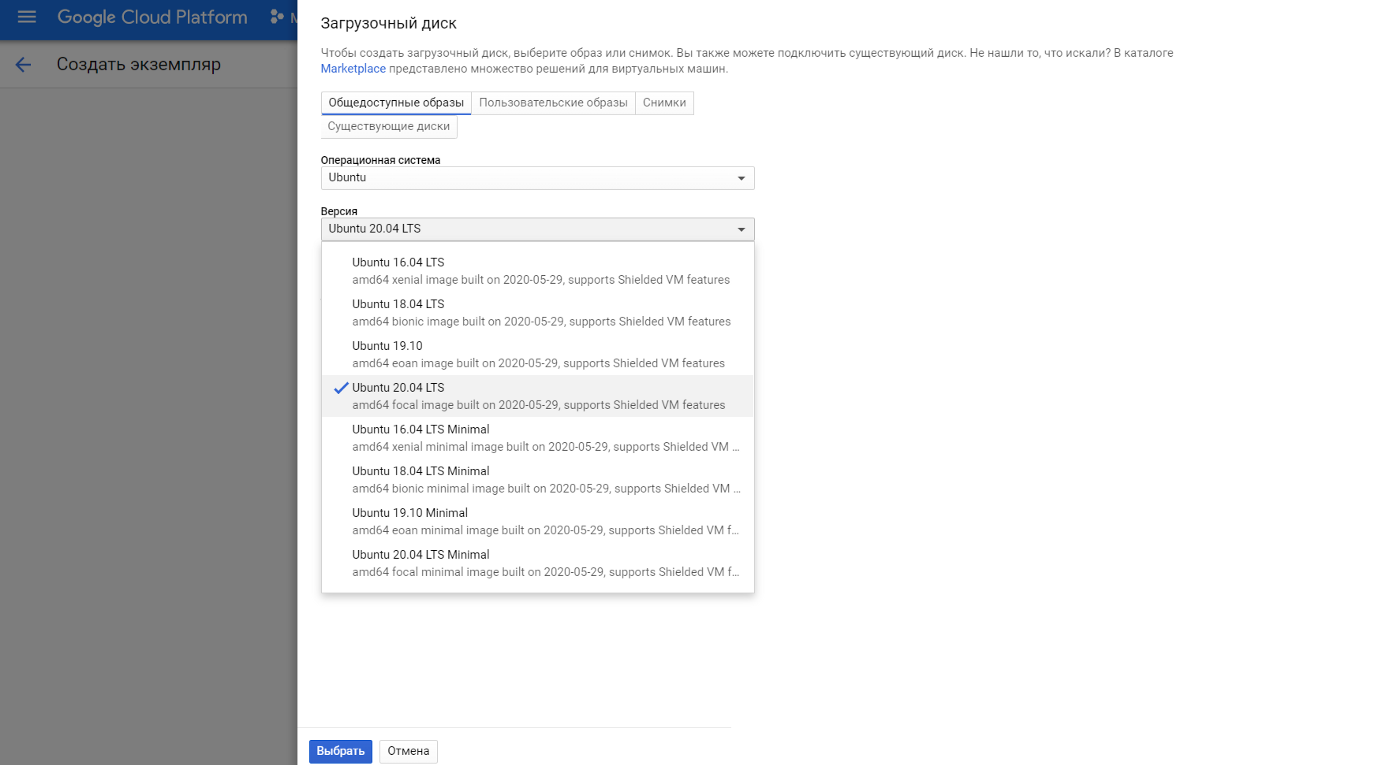 Google Cloud Platform
Загрузочный диск
Создать экземпляр
Чтобы создать загрузочный диск, выберите образ или снимок. Вы также можете подключить существующий диск. Не нашли то, что искали? В каталоге
Marketplace представлено множество решений для виртуальных машин.
Общедоступные образы Пользовательские образы Снимки
Существующие диски
Операционная система
Ubuntu
Версия
Ubuntu 20.04 LTS
Ubuntu 16.04 LTS
amd64 xenial image built on 2020-05-29, supports Shielded VM features
Ubuntu 18.04 LTS
amd64 bionic image built on 2020-05-29, supports Shielded VM features
Ubuntu 19.10
amd64 eoan image built on 2020-05-29, supports Shielded VM features
Ubuntu 20.04 LTS
amd64 focal image built on 2020-05-29, supports Shielded VM features
Ubuntu 16.04 LTS Minimal
amd64 xenial minimal image built on 2020-05-29, supports Shielded VM ...
Ubuntu 18.04 LTS Minimal
amd64 bionic minimal image built on 2020-05-29, supports Shielded VM ...
Ubuntu 19.10 Minimal
amd64 eoan minimal image built on 2020-05-29, supports Shielded VM f...
Ubuntu 20.04 LTS Minimal
amd64 focal minimal image built on 2020-05-29, supports Shielded VM f...
Выбрать Отмена